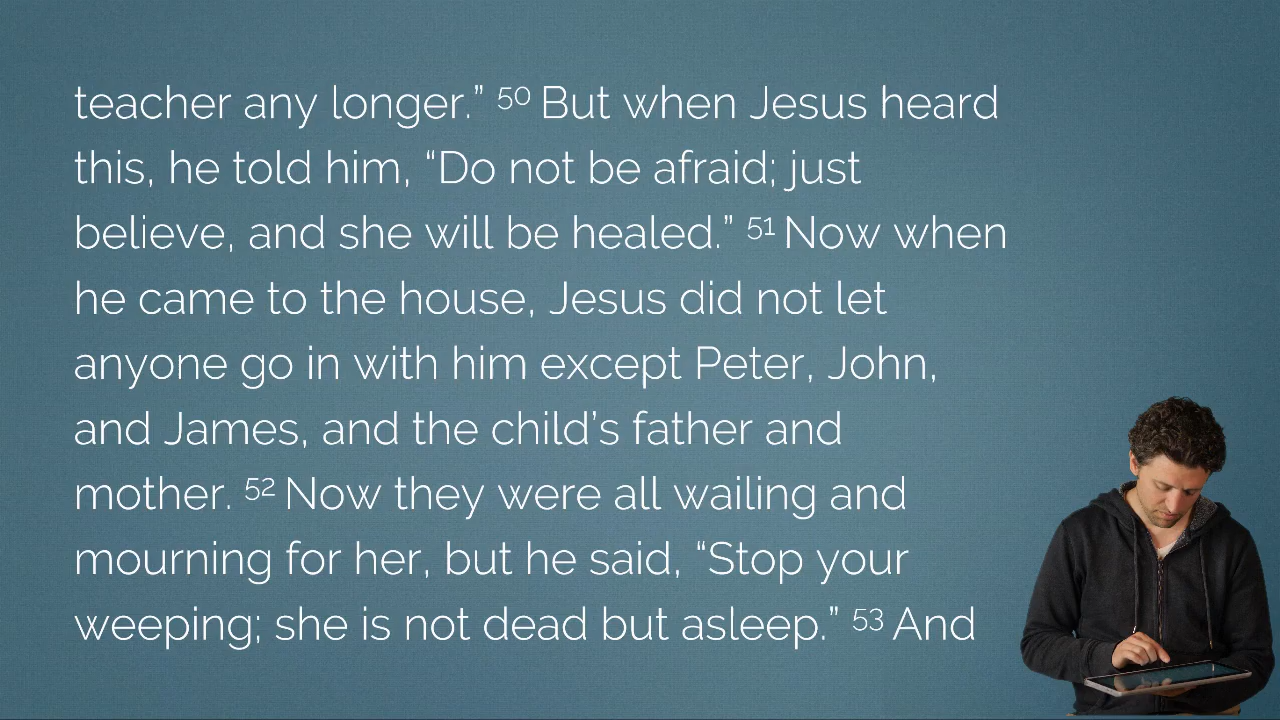 teacher any longer.” 50 But when Jesus heard
this, he told him, “Do not be afraid; just
believe, and she will be healed.” 51 Now when
he came to the house, Jesus did not let
anyone go in with him except Peter, John,
and James, and the child’s father and
mother. 52 Now they were all wailing and
mourning for her, but he said, “Stop your
weeping; she is not dead but asleep.” 53 And